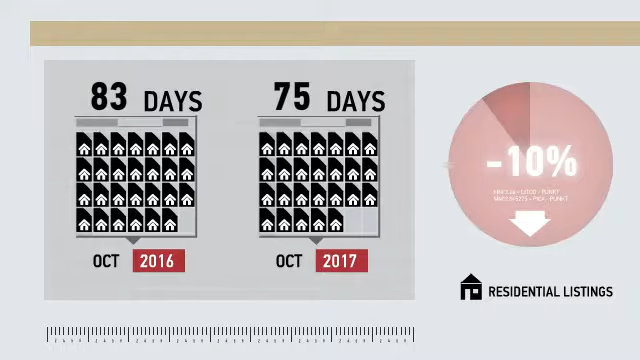 83 DAYS
75 DAYS
OCT 2016
OCT 2017
-10%
RESIDENTIAL LISTINGS